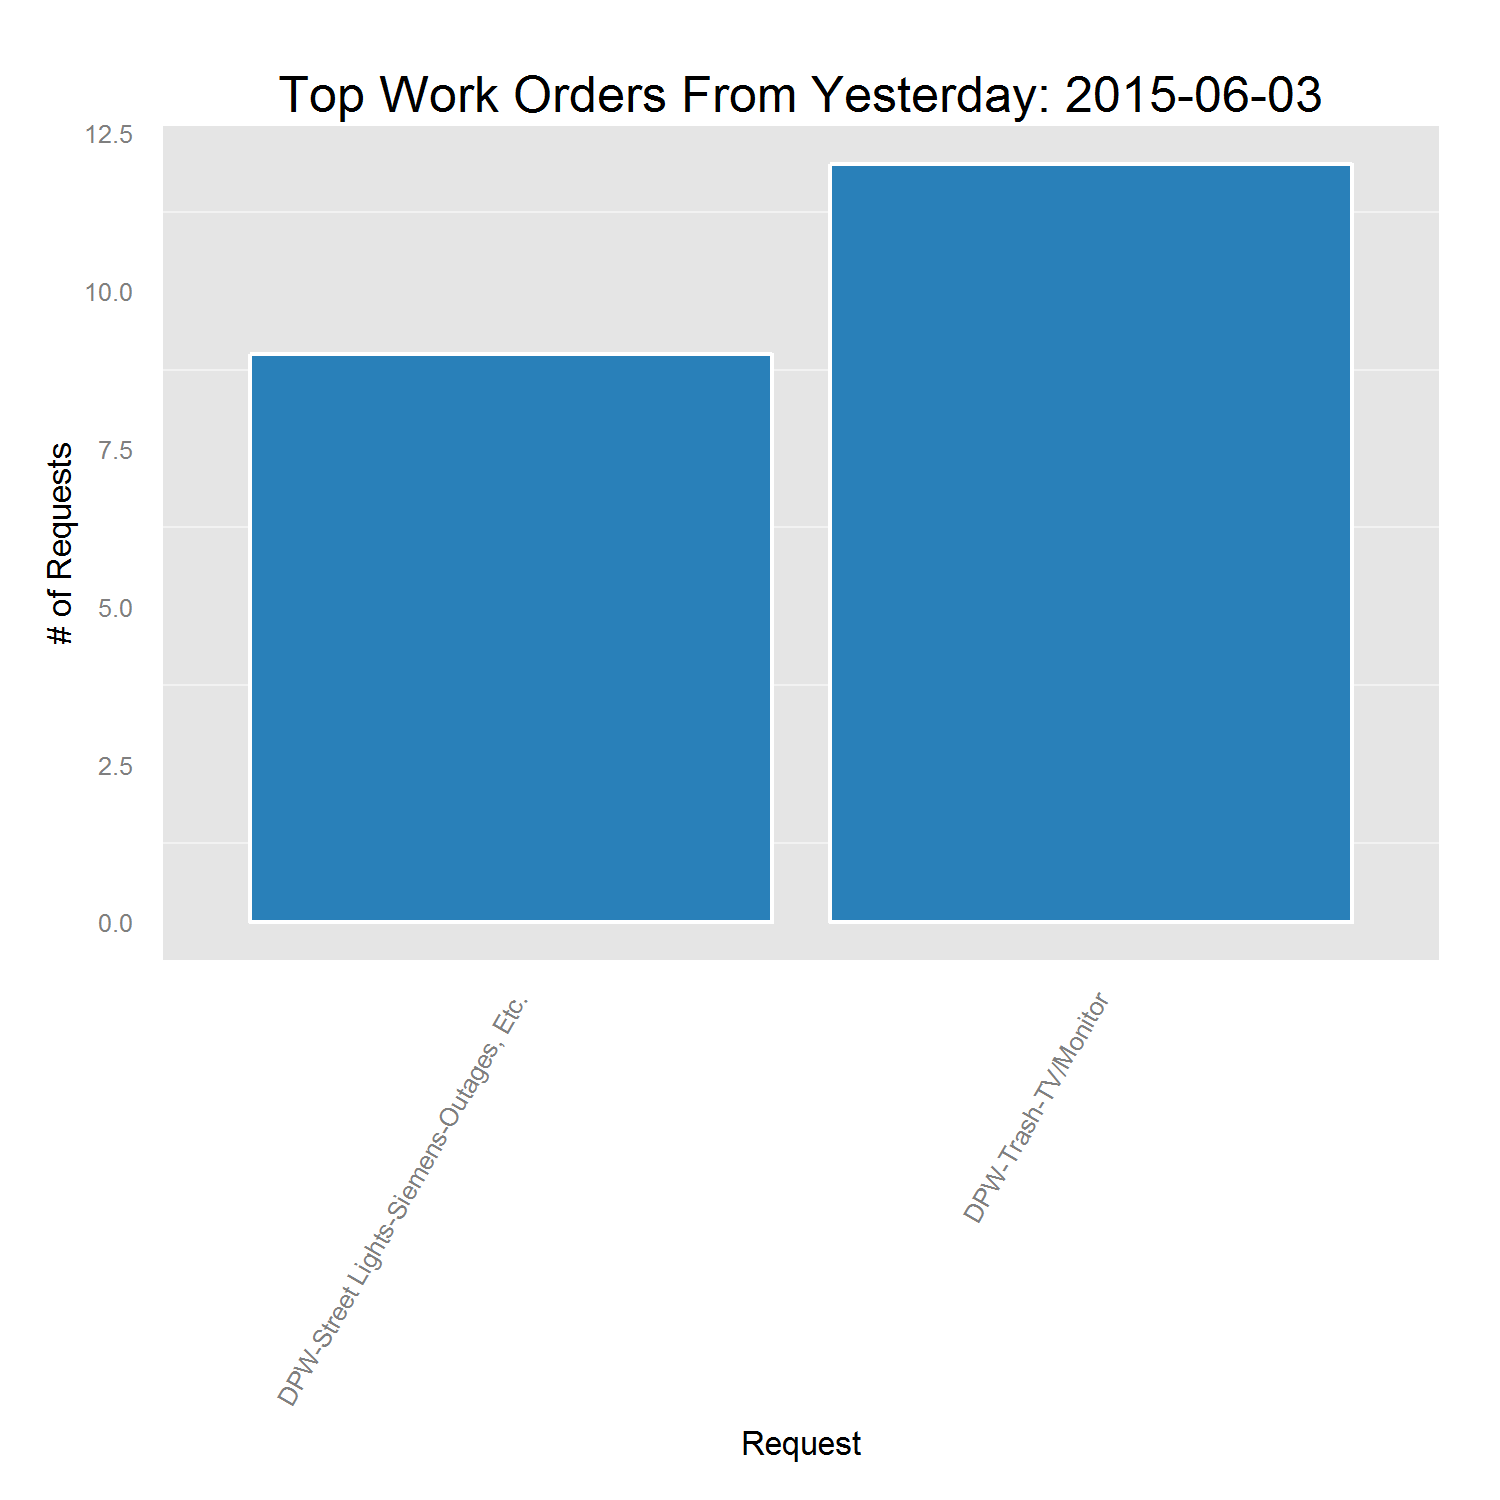 Top Work Orders From Yesterday: 2015-06-03
12.5
10.0
7.5
5.0
2.5
0.0
# of Requests
DPW-Street Lights-Siemens-Outages, Etc.
DPW-Trash-TV/Monitor
Request